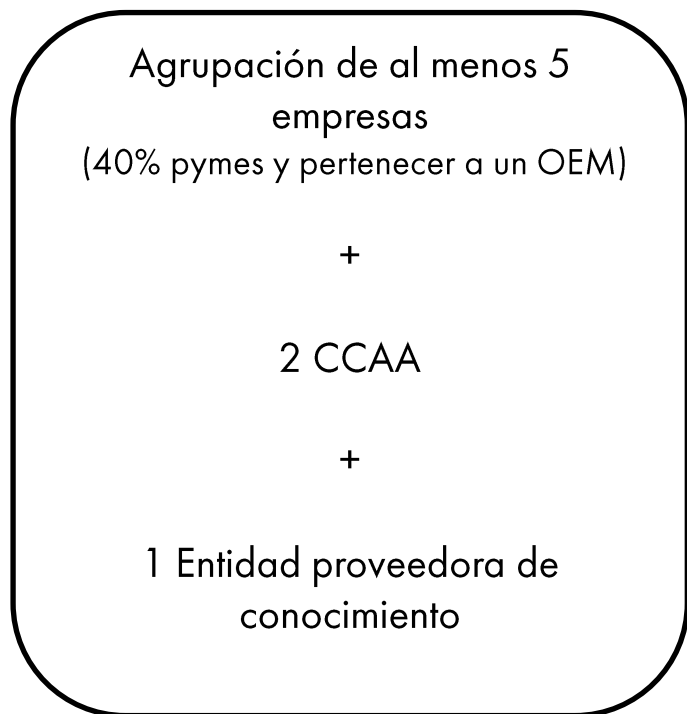 Agrupación de al menos 5
empresas
(40% pymes y pertenecer a un OEM)
+
2 CCAA
+
1 Entidad proveedora de
conocimiento